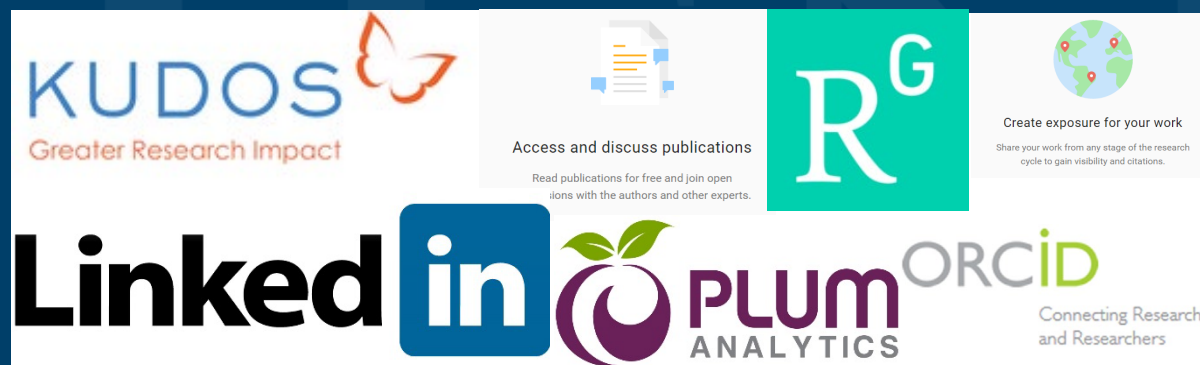 KUDOS
Greater Research Impact
Access and discuss publications
Read publications for free and join open
ions with the authors and other experts.
RG
Create exposure for your work
Share your work from any stage of the research
cycle to gain visibility and citations.
Linked in
PLUM
ANALYTICS
ORCiD
Connecting Research
and Researchers